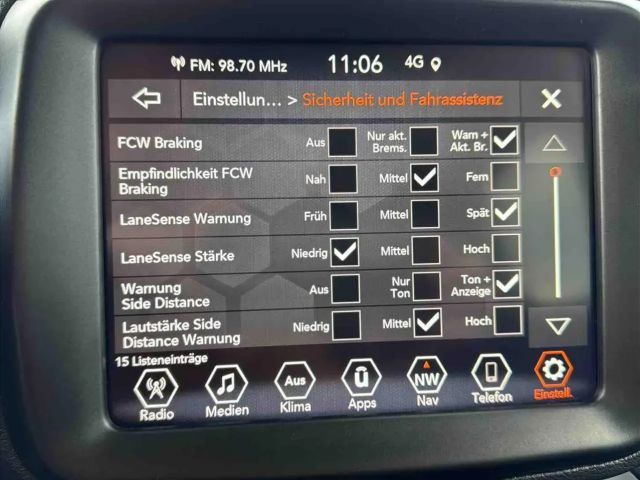 FM: 98.70 MHz 11:06 4G
Einstellun... > Sicherheit und Fahrassistenz
FCW Braking Aus Nur akt. Brems. Warn + Akt. Br.
Empfindlichkeit FCW Braking Nah Mittel Fern
LaneSense Warnung Früh Mittel Spät
LaneSense Stärke Niedrig Mittel Hoch
Warnung Side Distance Aus Nur Ton Ton + Anzeige
Lautstärke Side Distance Warnung Niedrig Mittel Hoch
15 Listeneinträge
Aus NW
Radio Medien Klima Apps Nav Telefon Einstell.